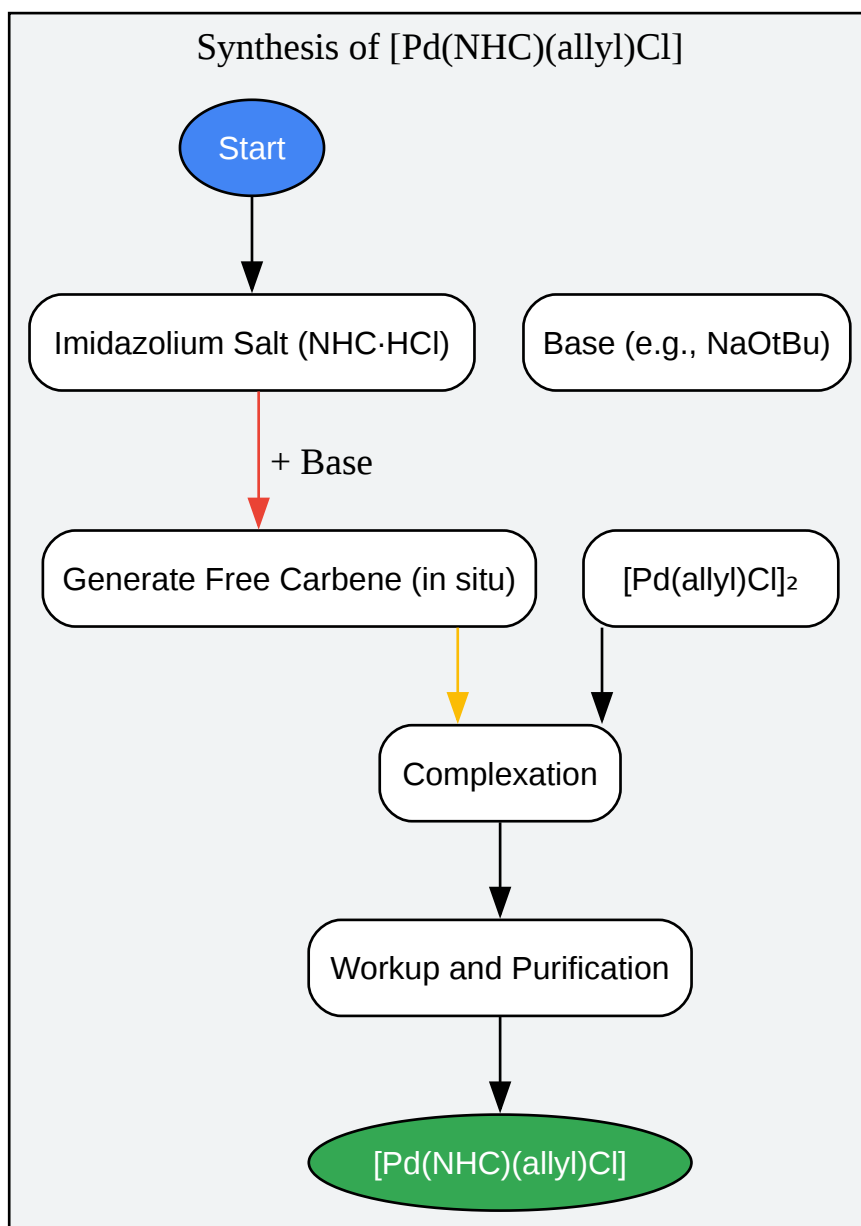 Synthesis of [Pd(NHC)(allyl)Cl]
Start
Imidazolium Salt (NHC·HCl)
Base (e.g., NaOtBu)
+ Base
Generate Free Carbene (in situ)
[Pd(allyl)Cl]₂
Complexation
Workup and Purification
[Pd(NHC)(allyl)Cl]